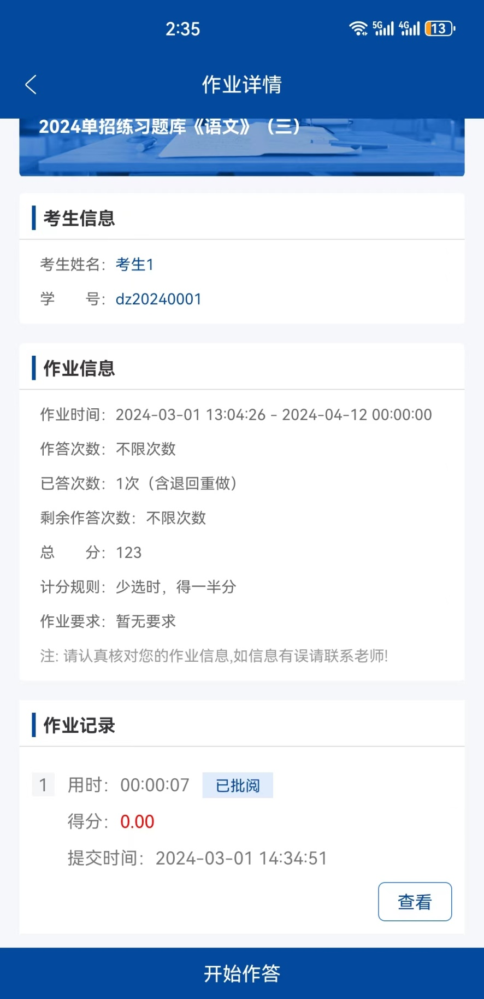 2:35
5G 4G 13
作业详情
2024单招练习题库《语文》（三）
考生信息
考生姓名：考生1
学 号：dz20240001
作业信息
作业时间：2024-03-01 13:04:26 - 2024-04-12 00:00:00
作答次数：不限次数
已答次数：1次（含退回重做）
剩余作答次数：不限次数
总 分：123
计分规则：少选时，得一半分
作业要求：暂无要求
注: 请认真核对您的作业信息,如信息有误请联系老师!
作业记录
1 用时：00:00:07 已批阅
得分：0.00
提交时间：2024-03-01 14:34:51
查看
开始作答